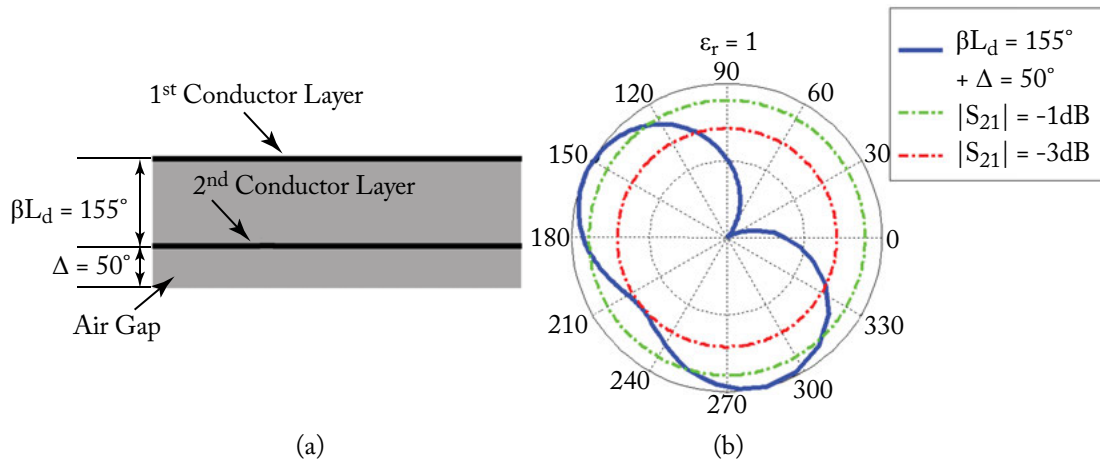 1st Conductor Layer
2nd Conductor Layer
βLd = 155°
Δ = 50°
Air Gap
(a)
εr = 1
90
120
60
150
30
180
0
210
330
240
300
270
(b)
βLd = 155°
+ Δ = 50°
|S21| = -1dB
|S21| = -3dB